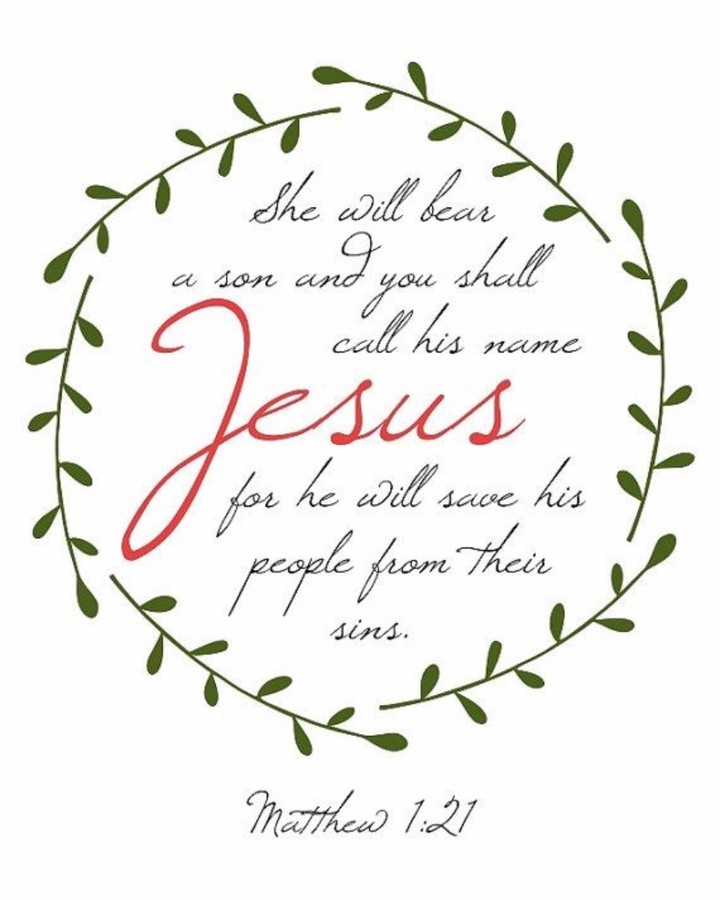 She will bear
a son and you shall
call his name
Jesus
for he will save his
people from their
sins.
Matthew 1:21